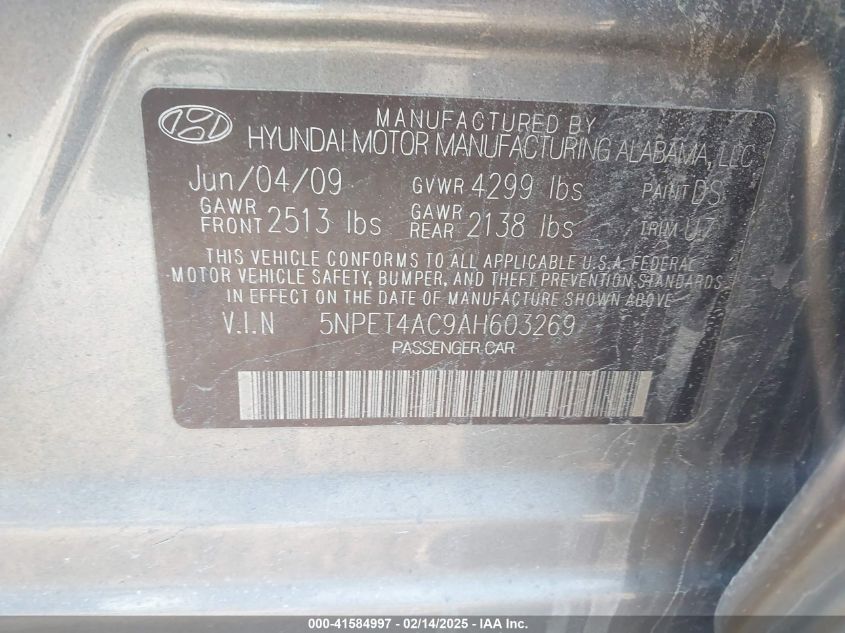 MANUFACTURED BY
HYUNDAI MOTOR MANUFACTURING ALABAMA, LLC
Jun/04/09 GVWR 4299 lbs PAINT DS
GAWR FRONT 2513 lbs GAWR REAR 2138 lbs TRIM U7
THIS VEHICLE CONFORMS TO ALL APPLICABLE U.S.A. FEDERAL
MOTOR VEHICLE SAFETY, BUMPER, AND THEFT PREVENTION STANDARDS
IN EFFECT ON THE DATE OF MANUFACTURE SHOWN ABOVE
V.I.N 5NPET4AC9AH603269
PASSENGER CAR
000-41584997 - 02/14/2025 - IAA Inc.